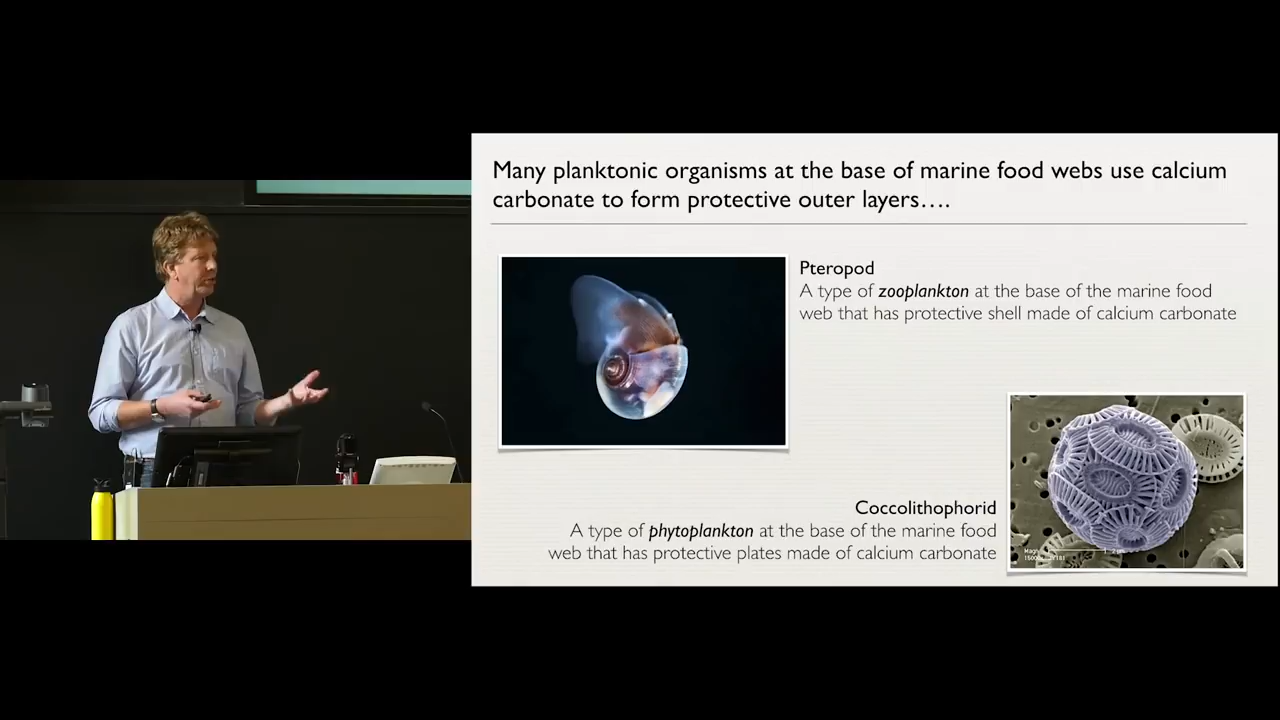 Many planktonic organisms at the base of marine food webs use calcium
carbonate to form protective outer layers….
Pteropod
A type of zooplankton at the base of the marine food
web that has protective shell made of calcium carbonate
Coccolithophorid
A type of phytoplankton at the base of the marine food
web that has protective plates made of calcium carbonate